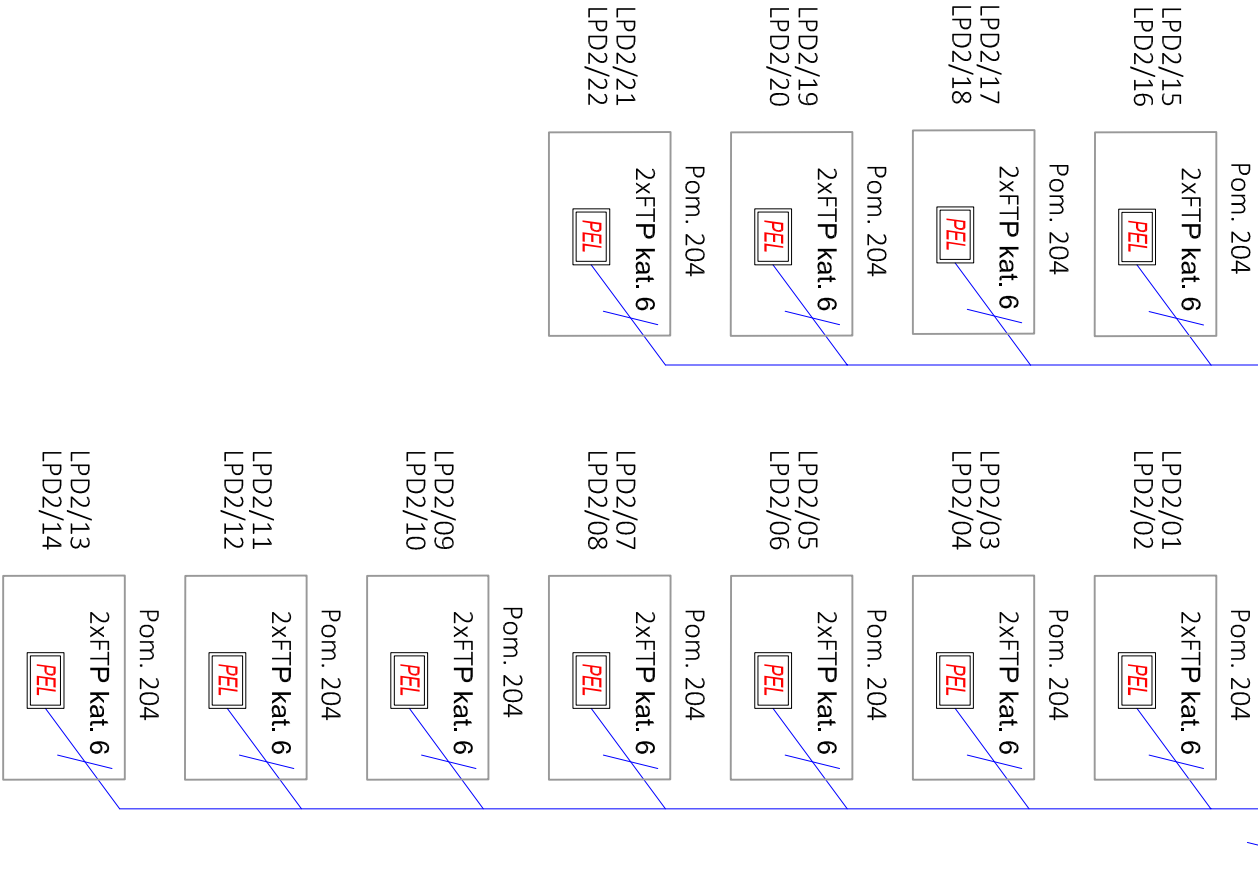 Pom. 204
LPD2/15
LPD2/16
2xFTP kat. 6
PEL
Pom. 204
LPD2/17
LPD2/18
2xFTP kat. 6
PEL
Pom. 204
LPD2/19
LPD2/20
2xFTP kat. 6
PEL
Pom. 204
LPD2/21
LPD2/22
2xFTP kat. 6
PEL
Pom. 204
LPD2/01
LPD2/02
2xFTP kat. 6
PEL
Pom. 204
LPD2/03
LPD2/04
2xFTP kat. 6
PEL
Pom. 204
LPD2/05
LPD2/06
2xFTP kat. 6
PEL
Pom. 204
LPD2/07
LPD2/08
2xFTP kat. 6
PEL
Pom. 204
LPD2/09
LPD2/10
2xFTP kat. 6
PEL
Pom. 204
LPD2/11
LPD2/12
2xFTP kat. 6
PEL
Pom. 204
LPD2/13
LPD2/14
2xFTP kat. 6
PEL